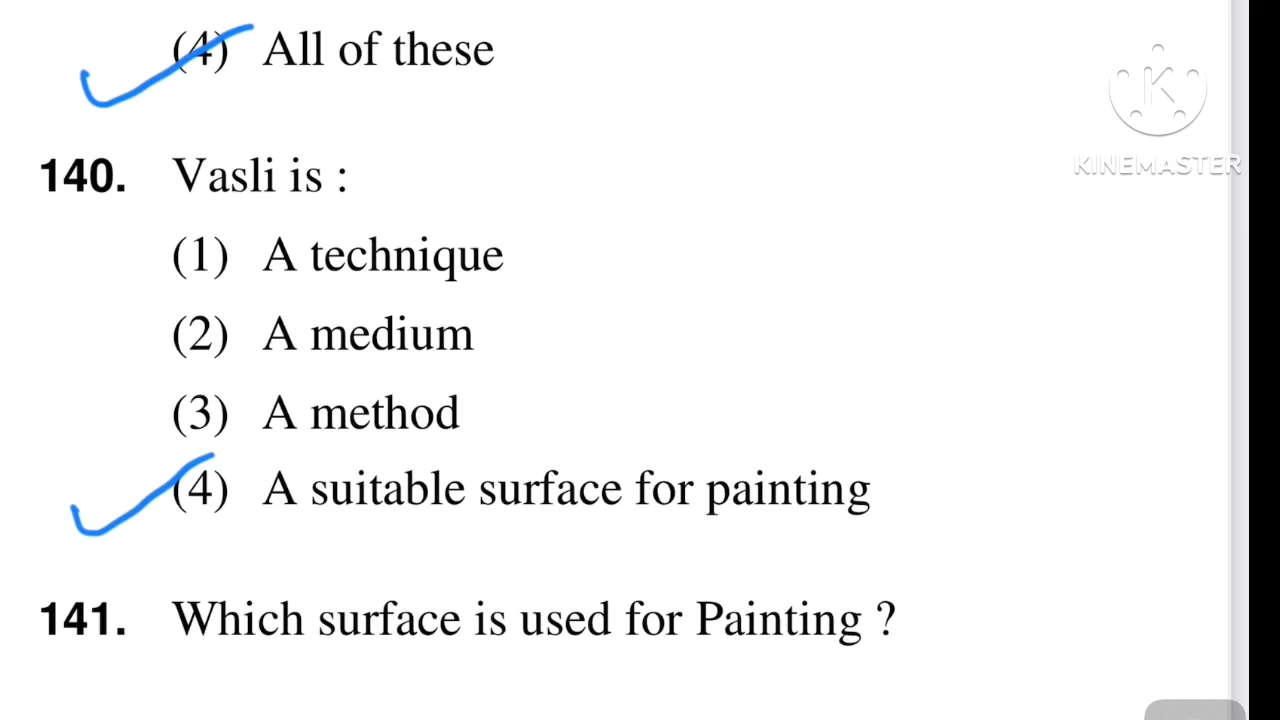 (4) All of these
KINEMASTER
140. Vasli is :
(1) A technique
(2) A medium
(3) A method
(4) A suitable surface for painting
141. Which surface is used for Painting ?